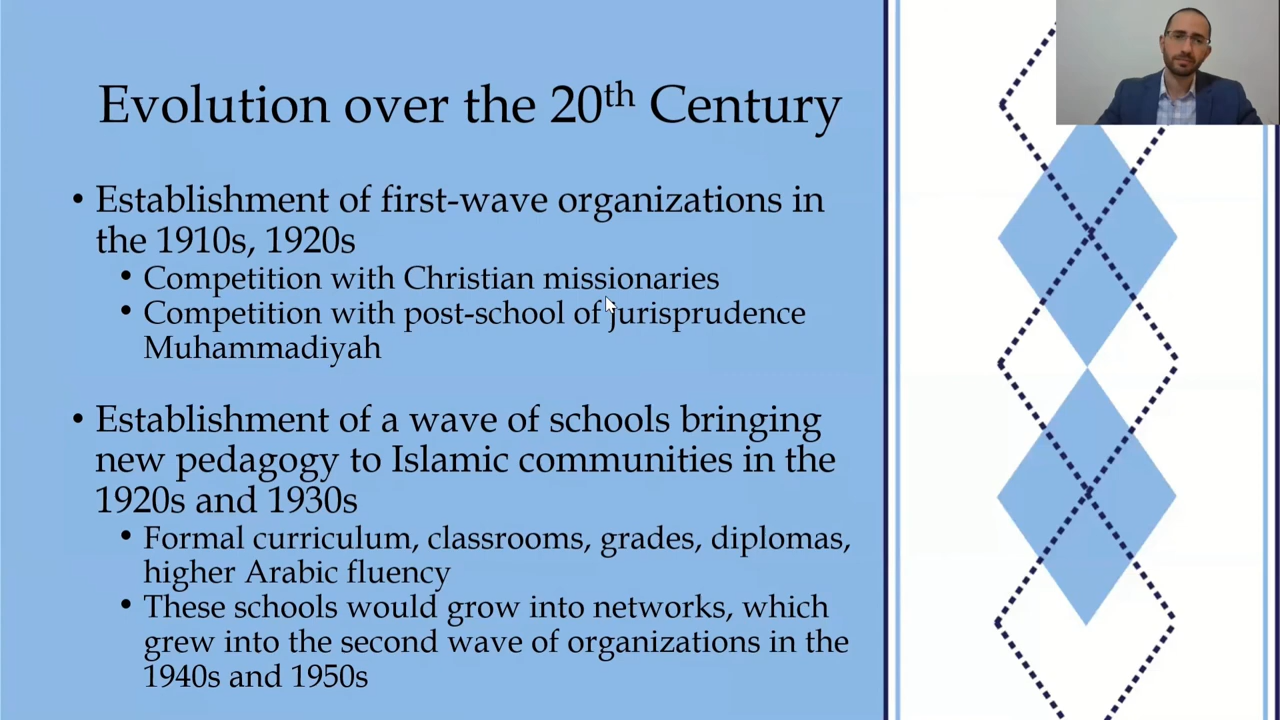 Evolution over the 20th Century
• Establishment of first-wave organizations in
the 1910s, 1920s
• Competition with Christian missionaries
• Competition with post-school of jurisprudence
Muhammadiyah
• Establishment of a wave of schools bringing
new pedagogy to Islamic communities in the
1920s and 1930s
• Formal curriculum, classrooms, grades, diplomas,
higher Arabic fluency
• These schools would grow into networks, which
grew into the second wave of organizations in the
1940s and 1950s